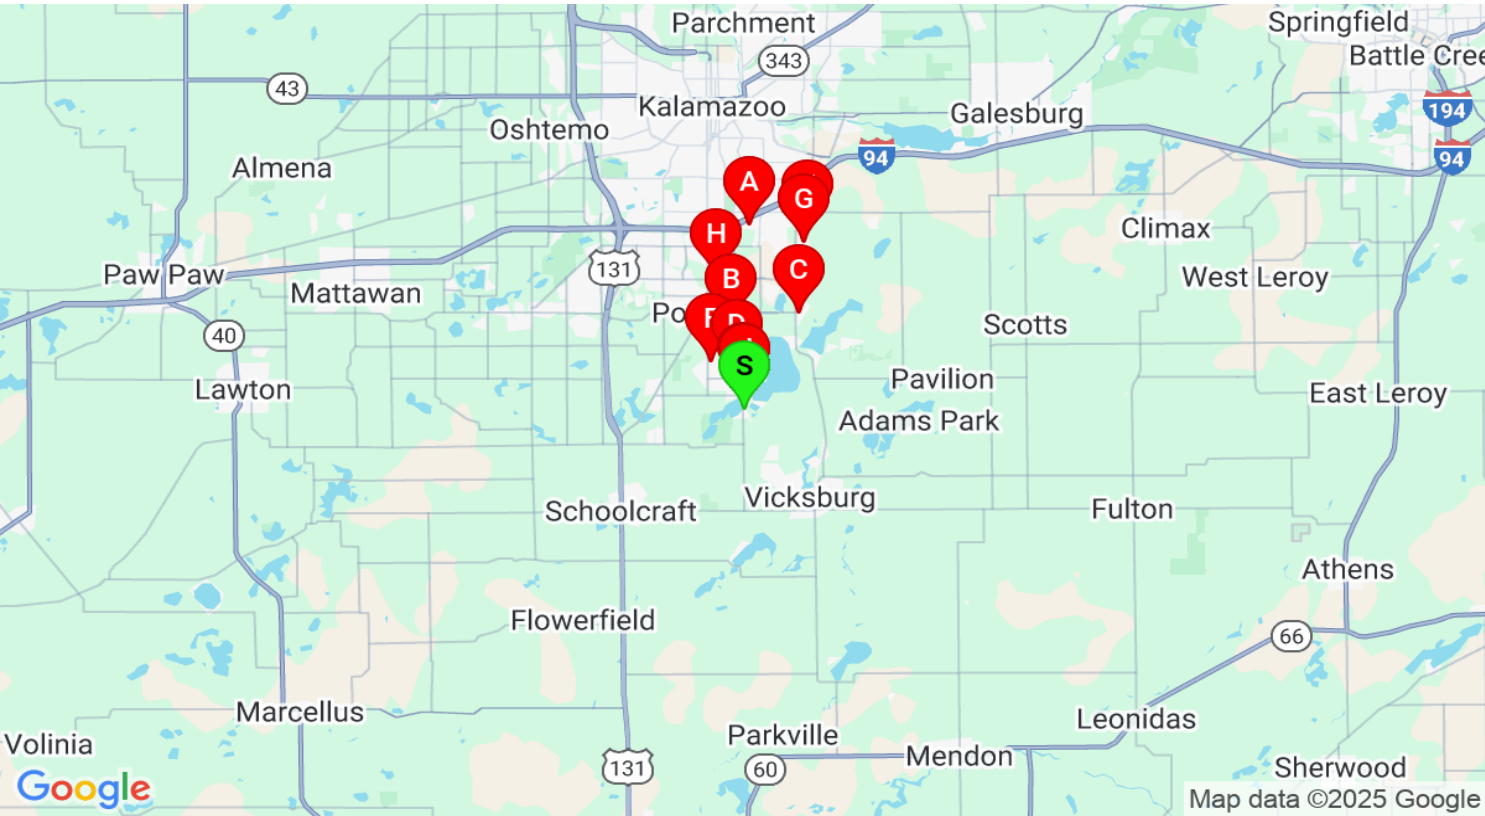 Parchment
Springfield
Battle Cree
343
43
Kalamazoo
194
Galesburg
Oshtemo
94
94
Almena
A
G
Climax
H
131
C
Paw Paw
B
West Leroy
Mattawan
Po
D
Scotts
40
S
Pavilion
Lawton
East Leroy
Adams Park
Vicksburg
Schoolcraft
Fulton
Athens
Flowerfield
66
Marcellus
Leonidas
Volinia
Parkville
Mendon
131
60
Sherwood
Google
Map data ©2025 Google